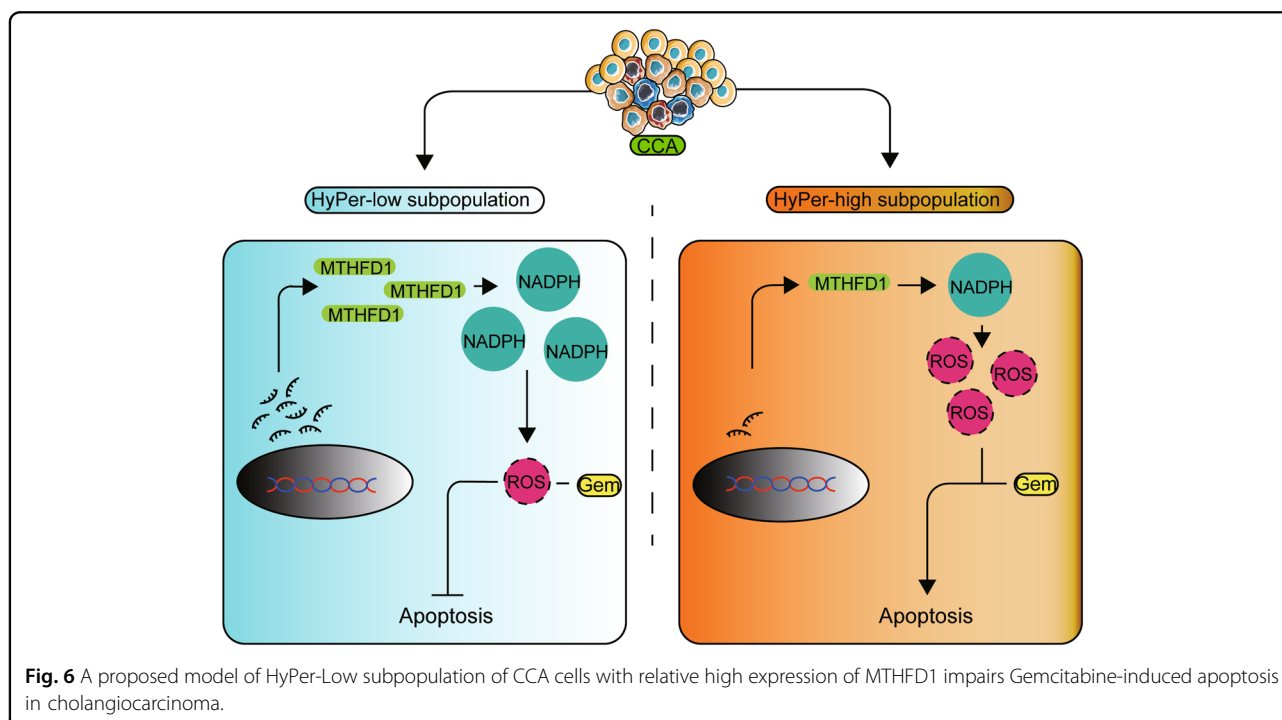 CCA
HyPer-low subpopulation
HyPer-high subpopulation
MTHFD1
MTHFD1
MTHFD1
NADPH
NADPH
NADPH
ROS
Gem
Apoptosis
MTHFD1
NADPH
ROS
ROS
ROS
Gem
Apoptosis
Fig. 6 A proposed model of HyPer-Low subpopulation of CCA cells with relative high expression of MTHFD1 impairs Gemcitabine-induced apoptosis
in cholangiocarcinoma.